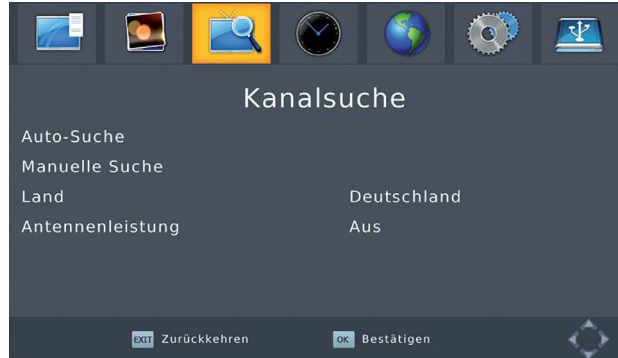 Kanalsuche
Auto-Suche
Manuelle Suche
Land Deutschland
Antennenleistung Aus
EXIT Zurückkehren OK Bestätigen